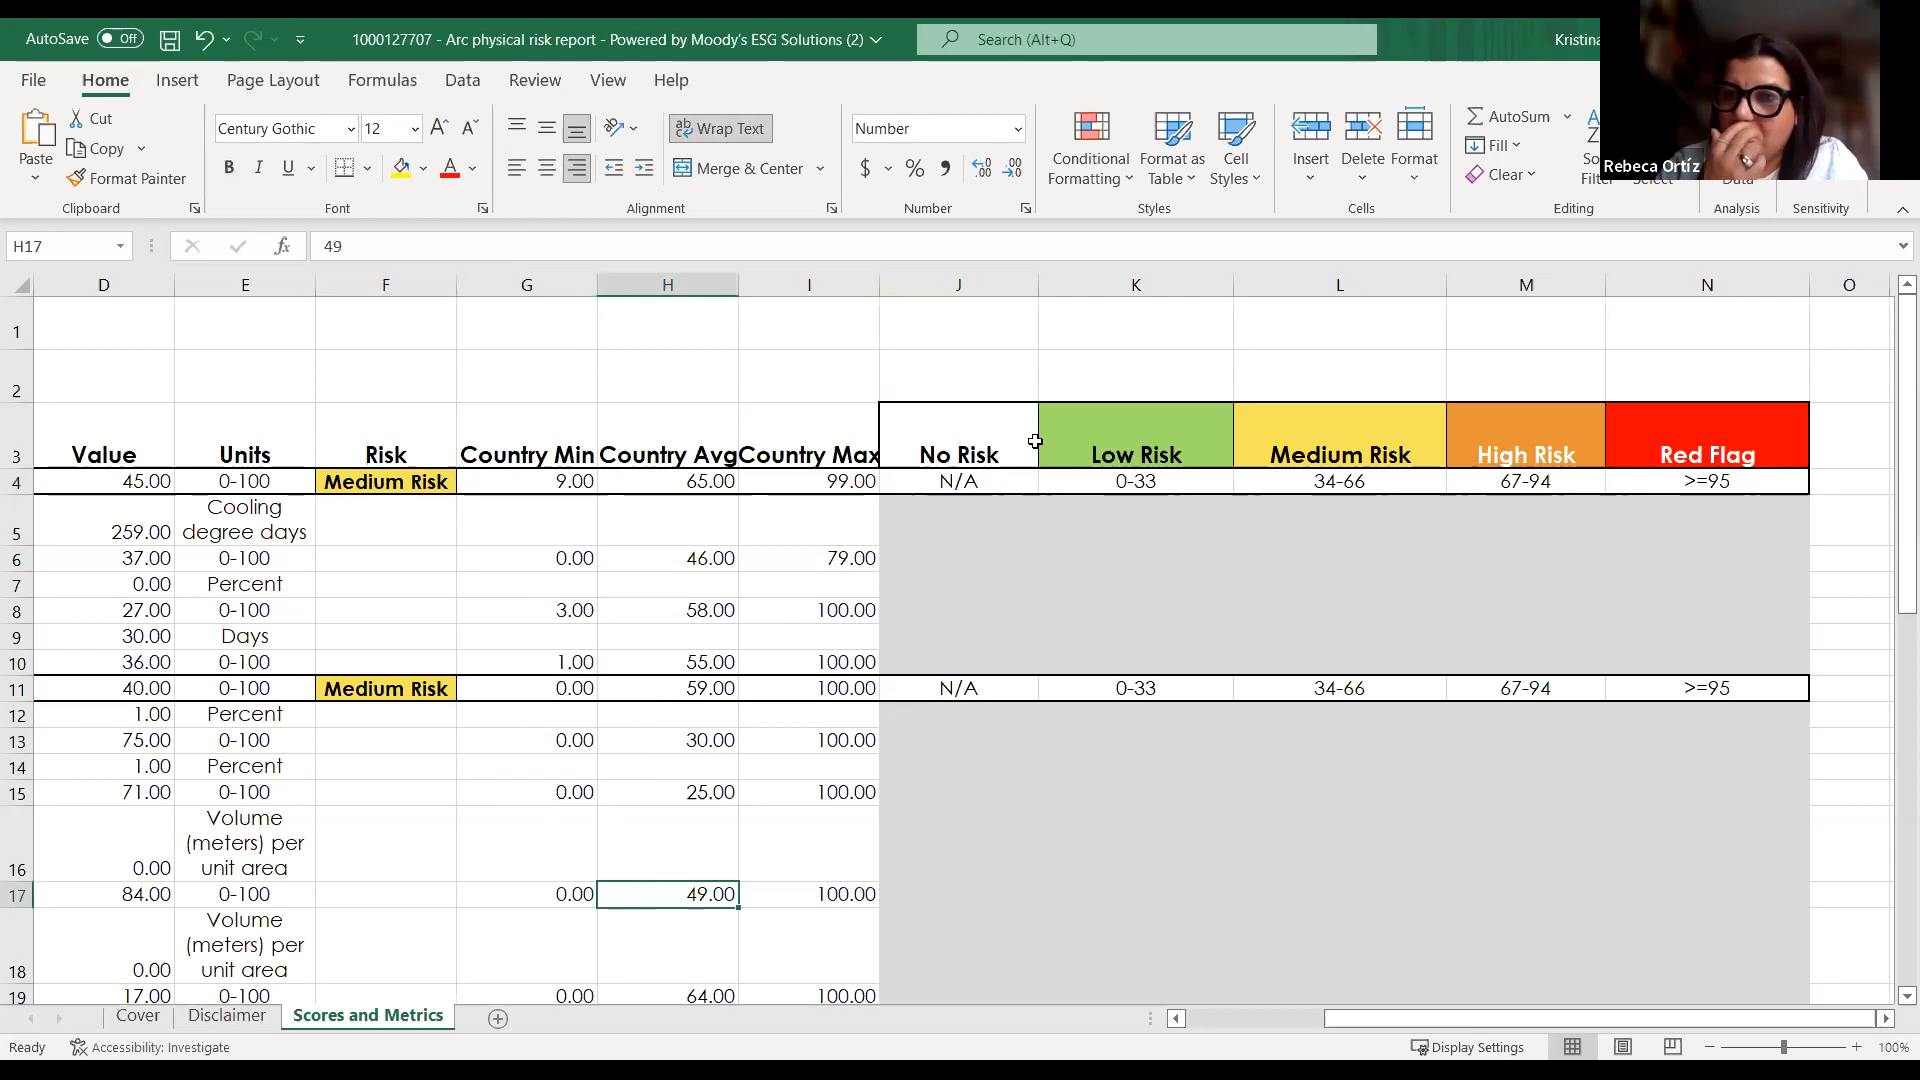 AutoSave Off 1000127707 - Arc physical risk report - Powered by Moody's ESG Solutions (2) Search (Alt+Q) Kristina
File Home Insert Page Layout Formulas Data Review View Help
Paste Cut Copy Format Painter Clipboard
Century Gothic 12 B I U A Font
ab Wrap Text Merge & Center Alignment
Number $ % Number
Conditional Formatting Format as Table Cell Styles Styles
Insert Delete Format Cells
AutoSum Fill Clear Editing
Analysis Sensitivity
Rebeca Ortíz
H17 fx 49
D E F G H I J K L M N O
1
2
3 Value Units Risk Country Min Country Avg Country Max No Risk Low Risk Medium Risk High Risk Red Flag
4 45.00 0-100 Medium Risk 9.00 65.00 99.00 N/A 0-33 34-66 67-94 >=95
Cooling
5 259.00 degree days
6 37.00 0-100 0.00 46.00 79.00
7 0.00 Percent
8 27.00 0-100 3.00 58.00 100.00
9 30.00 Days
10 36.00 0-100 1.00 55.00 100.00
11 40.00 0-100 Medium Risk 0.00 59.00 100.00 N/A 0-33 34-66 67-94 >=95
12 1.00 Percent
13 75.00 0-100 0.00 30.00 100.00
14 1.00 Percent
15 71.00 0-100 0.00 25.00 100.00
Volume
(meters) per
16 0.00 unit area
17 84.00 0-100 0.00 49.00 100.00
Volume
(meters) per
18 0.00 unit area
19 17.00 0-100 0.00 64.00 100.00
Cover Disclaimer Scores and Metrics
Ready Accessibility: Investigate Display Settings 100%